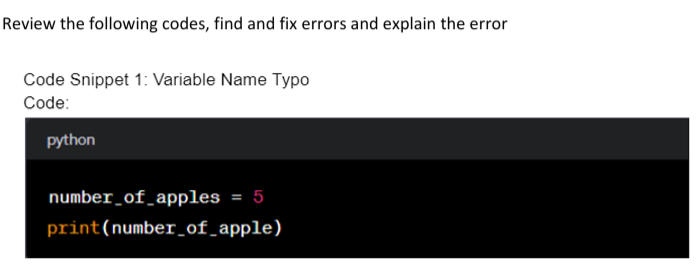 Review the following codes, find and fix errors and explain the error
Code Snippet 1: Variable Name Typo
Code:
python
number_of_apples = 5
print(number_of_apple)